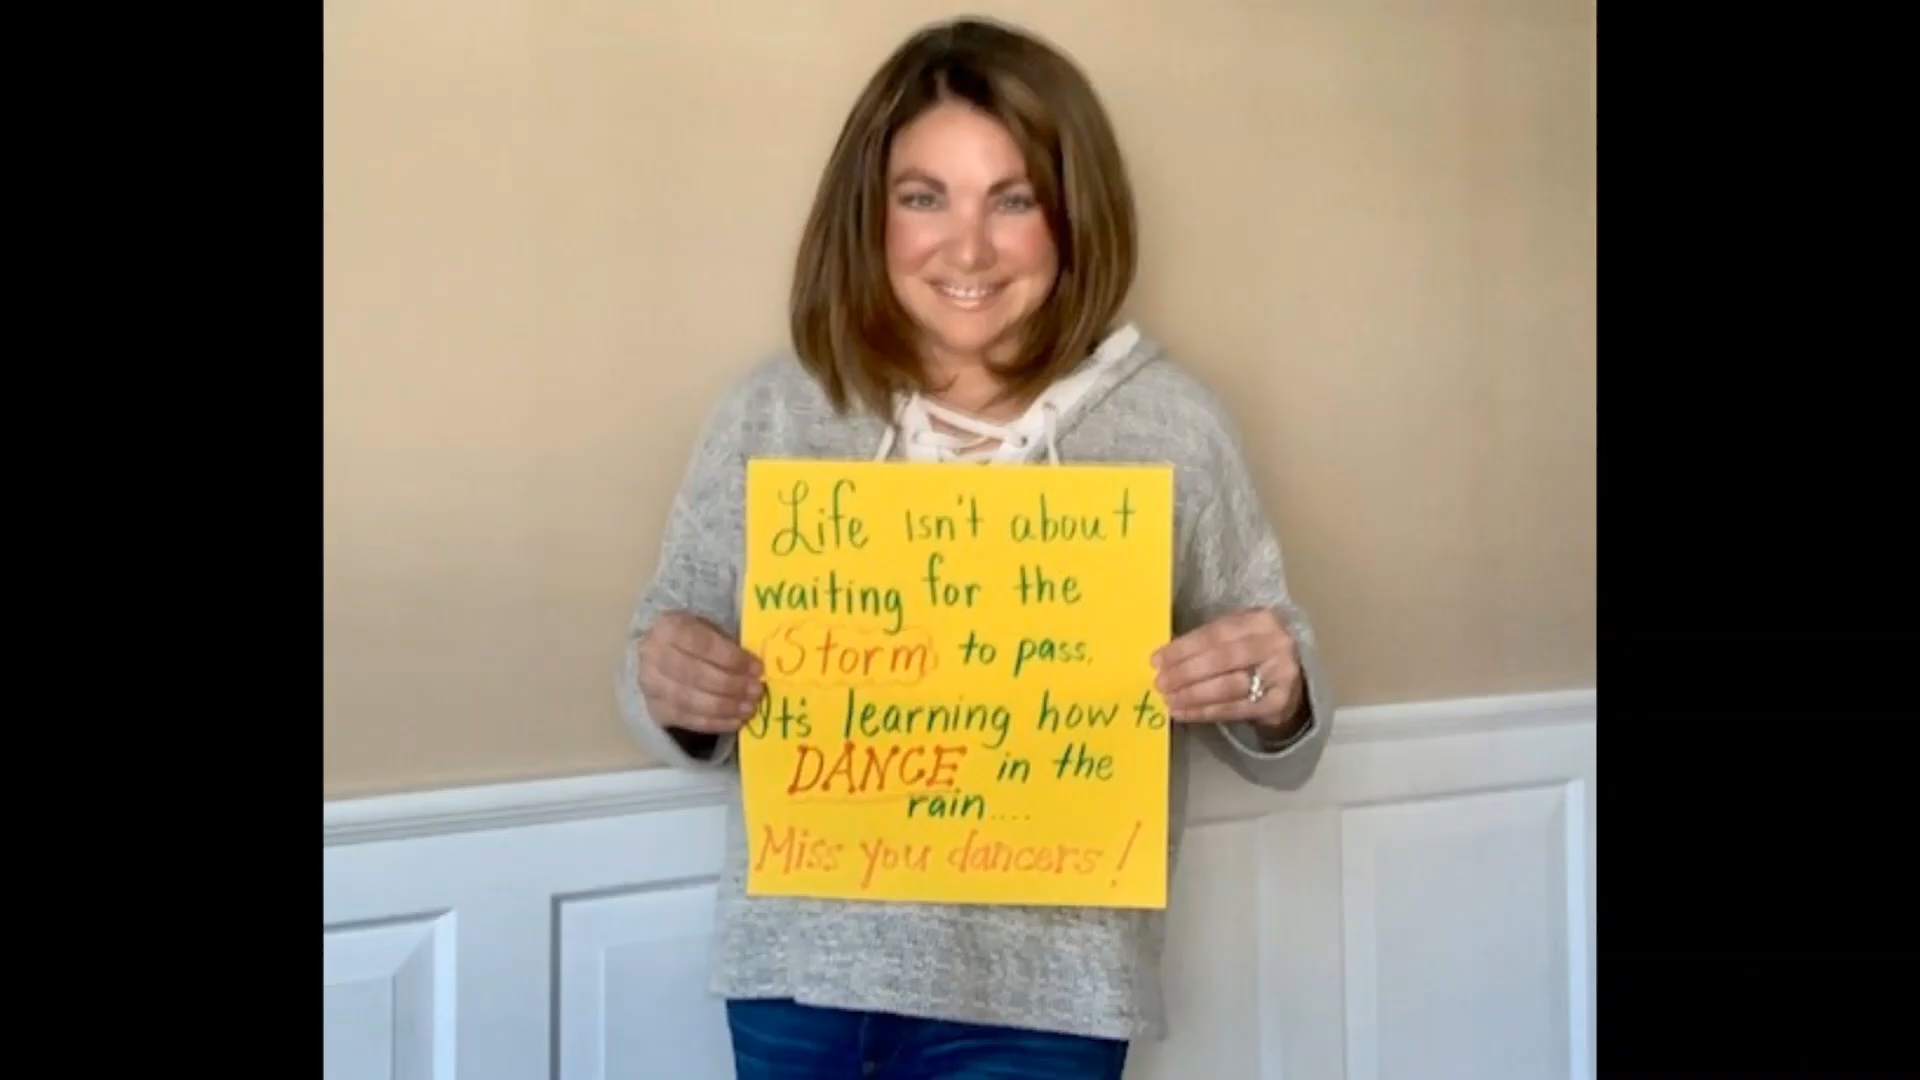 Life isn't about
waiting for the
Storm to pass.
It's learning how to
DANCE in the
rain....
Miss you dancers!